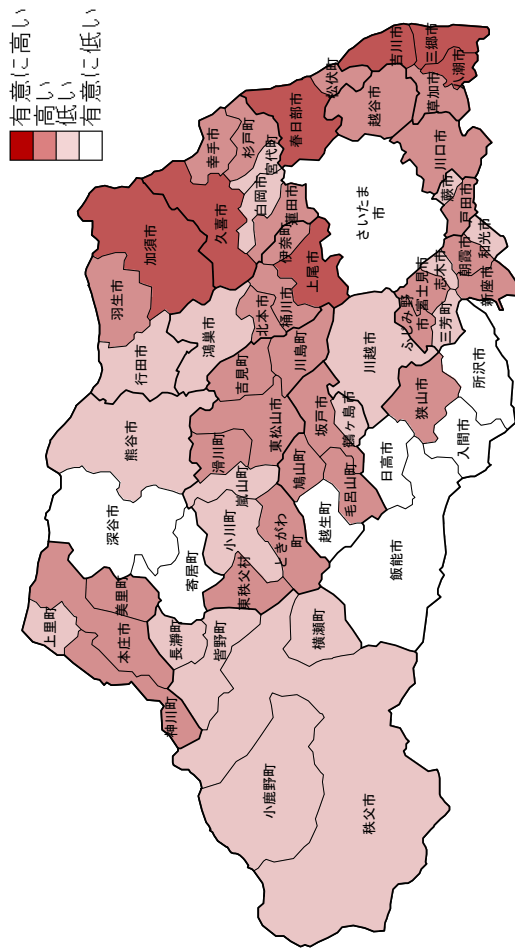 有意に高い
高い
低い
有意に低い
上里町
本庄市
美里町
神川町
深谷市
寄居町
長瀞町
皆野町
小鹿野町
秩父市
横瀬町
東秩父村
小川町
ときがわ
町
嵐山町
滑川町
熊谷市
行田市
羽生市
加須市
鴻巣市
吉見町
東松山市
川島町
鳩山町
越生町
毛呂山町
坂戸市
鶴ヶ島市
日高市
飯能市
入間市
所沢市
狭山市
川越市
ふじみ野
市
富士見市
三芳町
志木市
新座市
朝霞市
和光市
戸田市
蕨市
川口市
さいたま
市
上尾市
桶川市
北本市
伊奈町
蓮田市
白岡市
久喜市
宮代町
杉戸町
幸手市
春日部市
松伏町
越谷市
草加市
八潮市
三郷市
吉川市